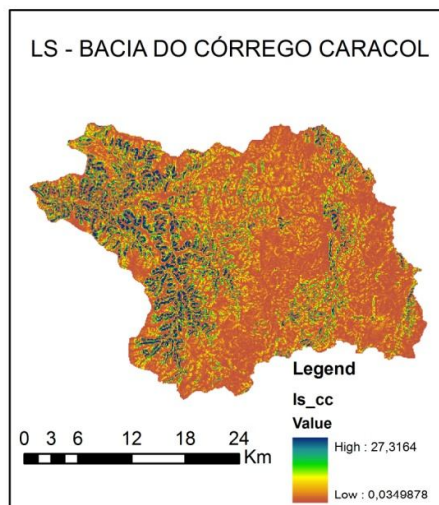 LS - BACIA DO CÓRREGO CARACOL
Legend
ls_cc
Value
High : 27,3164
Low : 0,0349878
0 3 6 12 18 24
Km